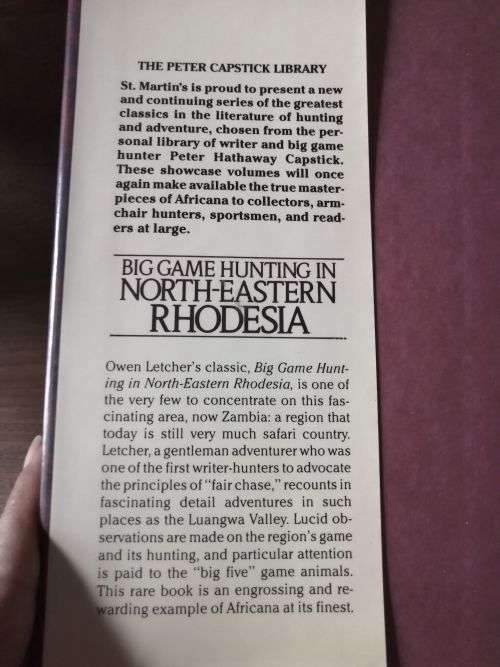 THE PETER CAPSTICK LIBRARY
St. Martin's is proud to present a new
and continuing series of the greatest
classics in the literature of hunting
and adventure, chosen from the per-
sonal library of writer and big game
hunter Peter Hathaway Capstick.
These showcase volumes will once
again make available the true master-
pieces of Africana to collectors, arm-
chair hunters, sportsmen, and read-
ers at large.
BIG GAME HUNTING IN
NORTH-EASTERN
RHODESIA
Owen Letcher's classic, Big Game Hunt-
ing in North-Eastern Rhodesia, is one of
the very few to concentrate on this fas-
cinating area, now Zambia: a region that
today is still very much safari country.
Letcher, a gentleman adventurer who was
one of the first writer-hunters to advocate
the principles of "fair chase," recounts in
fascinating detail adventures in such
places as the Luangwa Valley. Lucid ob-
servations are made on the region's game
and its hunting, and particular attention
is paid to the "big five" game animals.
This rare book is an engrossing and re-
warding example of Africana at its finest.